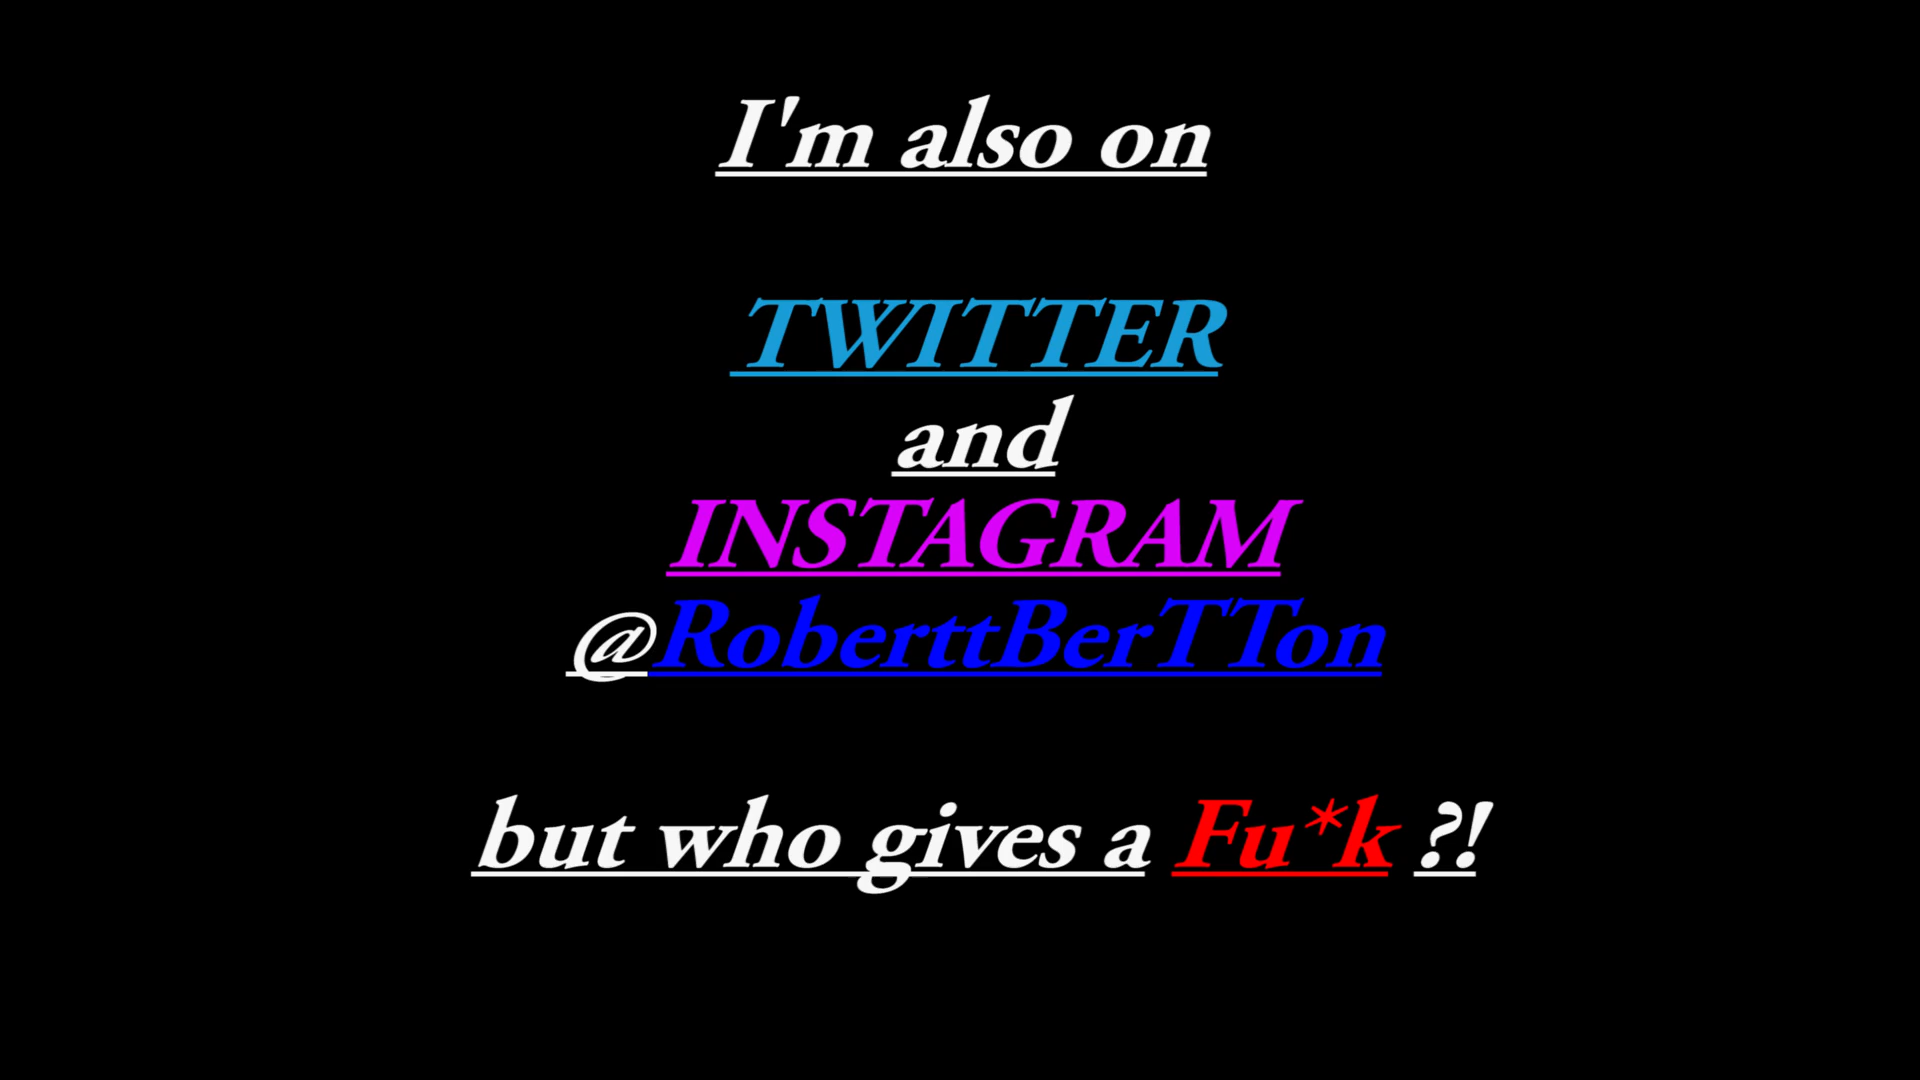 I'm also on
TWITTER
and
INSTAGRAM
@RoberttBerTTon
but who gives a Fu*k ?!